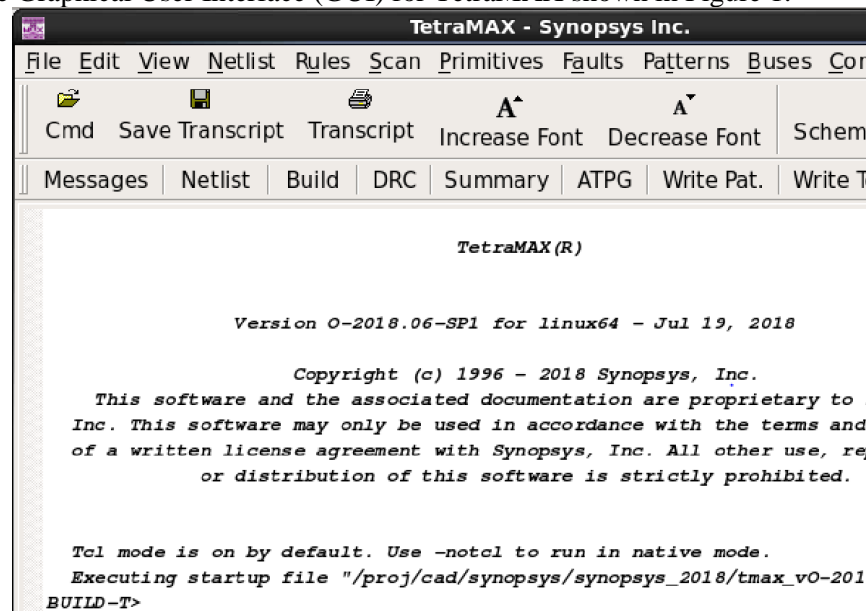 Graphical User Interface (GUI) for TetraMAX shown in Figure 1.
TetraMAX - Synopsys Inc.
File Edit View Netlist Rules Scan Primitives Faults Patterns Buses
Cmd Save Transcript Transcript Increase Font Decrease Font
Messages Netlist Build DRC Summary ATPG Write Pat. Write
TetraMAX(R)
Version O-2018.06-SP1 for linux64 - Jul 19, 2018
Copyright (c) 1996 - 2018 Synopsys, Inc.
This software and the associated documentation are proprietary to
Inc. This software may only be used in accordance with the terms and
of a written license agreement with Synopsys, Inc. All other use,
or distribution of this software is strictly prohibited.
Tcl mode is on by default. Use -notcl to run in native mode.
Executing startup file "/proj/cad/synopsys/synopsys_2018/tmax_vO-201
BUILD-T>